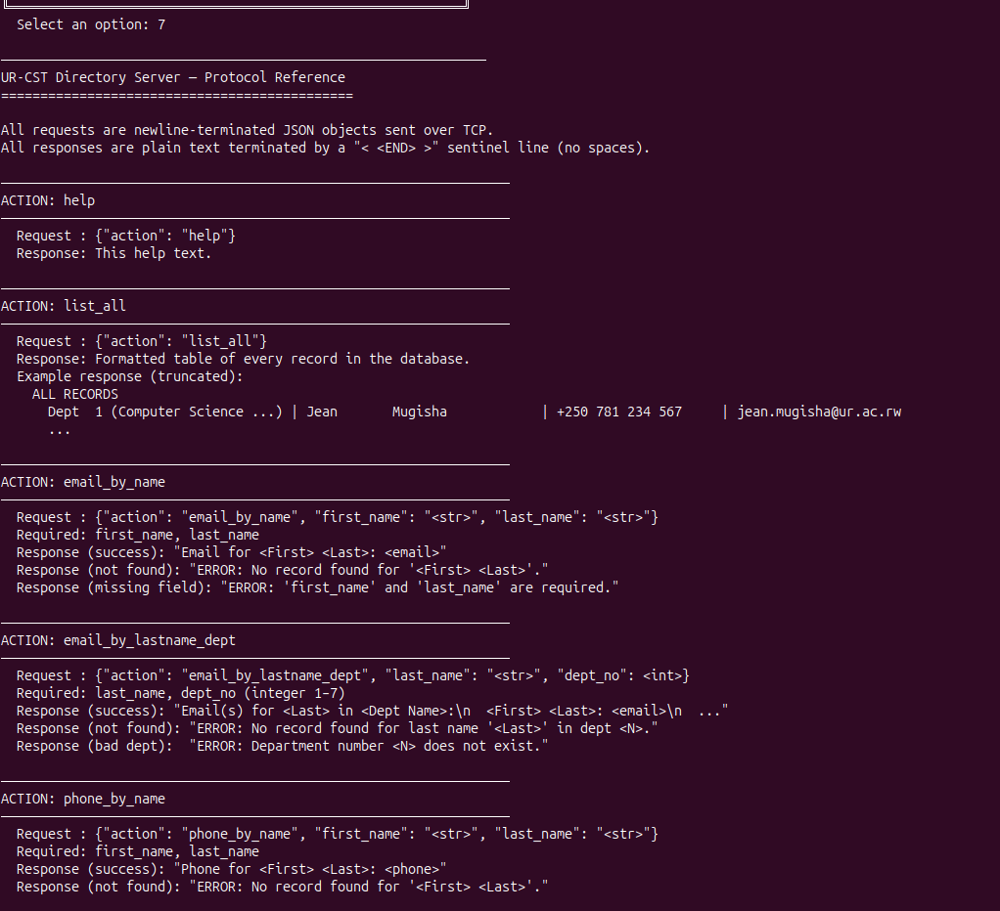 Select an option: 7
UR-CST Directory Server — Protocol Reference
=============================================
All requests are newline-terminated JSON objects sent over TCP.
All responses are plain text terminated by a "< <END> >" sentinel line (no spaces).
ACTION: help
Request : {"action": "help"}
Response: This help text.
ACTION: list_all
Request : {"action": "list_all"}
Response: Formatted table of every record in the database.
Example response (truncated):
ALL RECORDS
Dept  1 (Computer Science ...) | Jean       Mugisha            | +250 781 234 567     | jean.mugisha@ur.ac.rw
...
ACTION: email_by_name
Request : {"action": "email_by_name", "first_name": "<str>", "last_name": "<str>"}
Required: first_name, last_name
Response (success): "Email for <First> <Last>: <email>"
Response (not found): "ERROR: No record found for '<First> <Last>'."
Response (missing field): "ERROR: 'first_name' and 'last_name' are required."
ACTION: email_by_lastname_dept
Request : {"action": "email_by_lastname_dept", "last_name": "<str>", "dept_no": <int>}
Required: last_name, dept_no (integer 1–7)
Response (success): "Email(s) for <Last> in <Dept Name>:\n  <First> <Last>: <email>\n  ..."
Response (not found): "ERROR: No record found for last name '<Last>' in dept <N>."
Response (bad dept):  "ERROR: Department number <N> does not exist."
ACTION: phone_by_name
Request : {"action": "phone_by_name", "first_name": "<str>", "last_name": "<str>"}
Required: first_name, last_name
Response (success): "Phone for <First> <Last>: <phone>"
Response (not found): "ERROR: No record found for '<First> <Last>'."